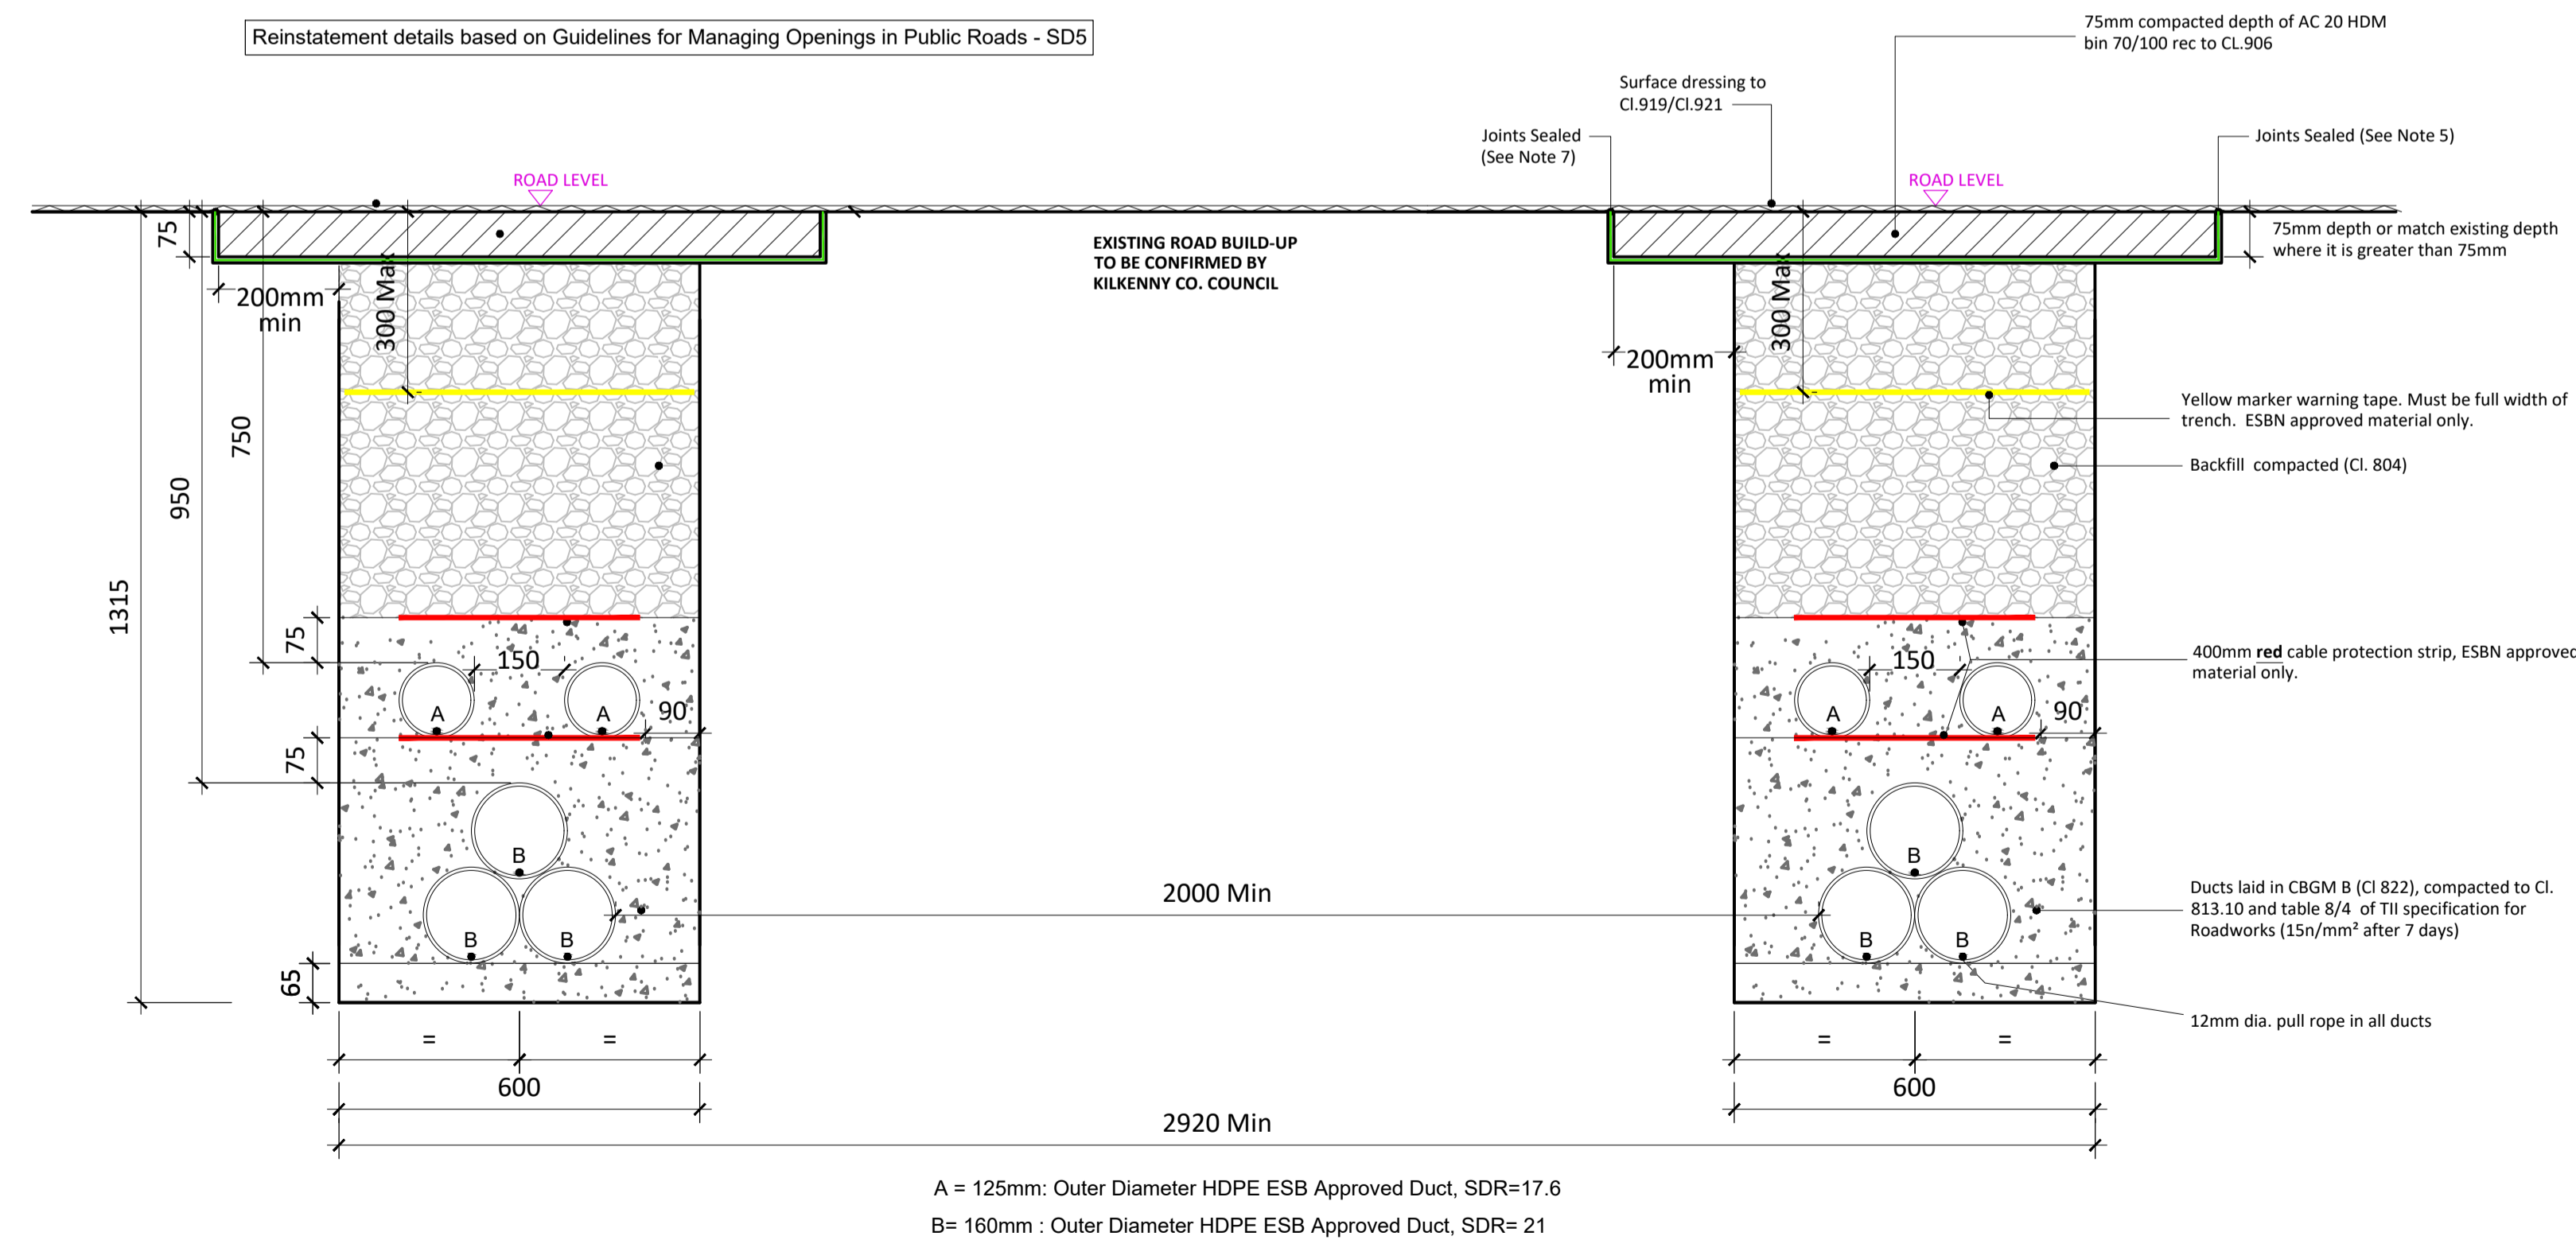 Reinstatement details based on Guidelines for Managing Openings in Public Roads - SD5
75mm compacted depth of AC 20 HDM
bin 70/100 rec to CL.906
Surface dressing to
Cl.919/Cl.921
Joints Sealed
(See Note 7)
Joints Sealed (See Note 5)
ROAD LEVEL
ROAD LEVEL
75
75mm depth or match existing depth
where it is greater than 75mm
EXISTING ROAD BUILD-UP
TO BE CONFIRMED BY
KILKENNY CO. COUNCIL
200mm
min
300 Max
300 Max
200mm
min
Yellow marker warning tape. Must be full width of
trench. ESBN approved material only.
750
Backfill compacted (Cl. 804)
950
1315
75
150
150
400mm red cable protection strip, ESBN approved
material only.
A
A
90
A
A
90
75
B
B
B
B
B
B
2000 Min
Ducts laid in CBGM B (Cl 822), compacted to Cl.
813.10 and table 8/4 of TII specification for
Roadworks (15n/mm² after 7 days)
65
12mm dia. pull rope in all ducts
=
=
=
=
600
600
2920 Min
A = 125mm: Outer Diameter HDPE ESB Approved Duct, SDR=17.6
B= 160mm : Outer Diameter HDPE ESB Approved Duct, SDR= 21